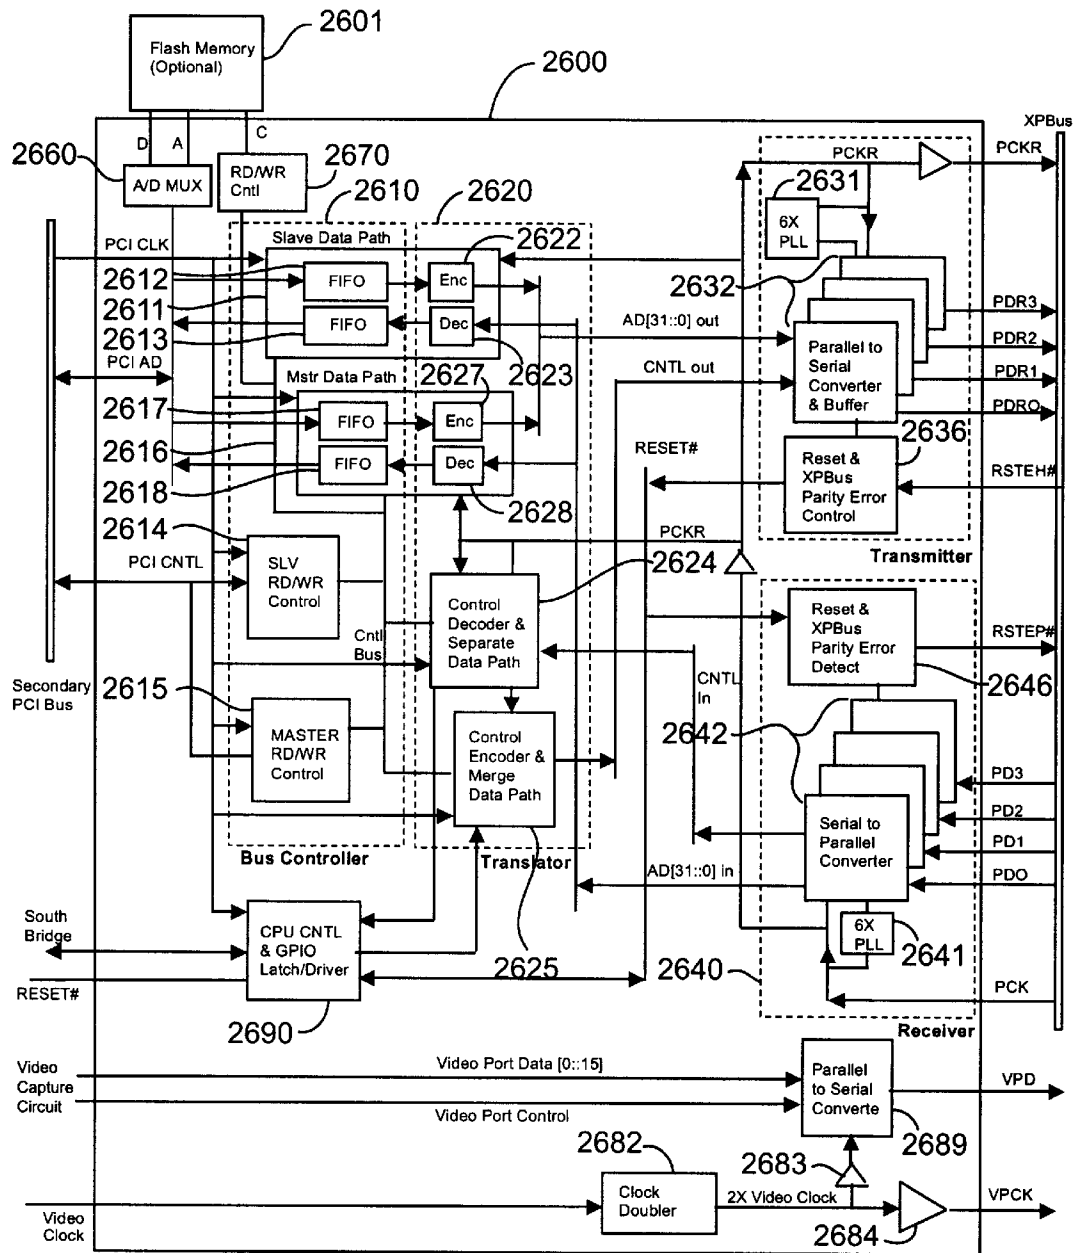 2601
Flash Memory
(Optional)
2600
D
A
C
XPBus
2660
A/D MUX
RD/WR
Cntl
2670
2610
2620
PCKR
PCKR
2631
6X
PLL
PCI CLK
Slave Data Path
2622
2612
FIFO
Enc
2611
2632
PDR3
FIFO
Dec
AD[31::0] out
2613
PCI AD
2623
Parallel to
Serial
Converter
& Buffer
PDR2
CNTL out
PDR1
Mstr Data Path
2627
2617
FIFO
Enc
PDRO
2636
2616
FIFO
Dec
RESET#
Reset &
XPBus
Parity Error
Control
RSTEH#
2618
2628
2614
PCKR
Transmitter
PCI CNTL
SLV
RD/WR
Control
2624
Control
Decoder &
Separate
Data Path
Reset &
XPBus
Parity Error
Detect
RSTEP#
Cntl
Bus
CNTL
In
2646
Secondary
PCI Bus
2615
MASTER
RD/WR
Control
Control
Encoder &
Merge
Data Path
2642
PD3
PD2
Serial to
Parallel
Converter
PD1
Bus Controller
Translator
AD[31::0] in
PDO
South
Bridge
CPU CNTL
& GPIO
Latch/Driver
2625
6X
PLL
2641
2640
RESET#
PCK
2690
Receiver
Video
Capture
Circuit
Video Port Data [0::15]
Parallel
to Serial
Converte
VPD
Video Port Control
2689
2682
2683
Clock
Doubler
2X Video Clock
VPCK
Video
Clock
2684